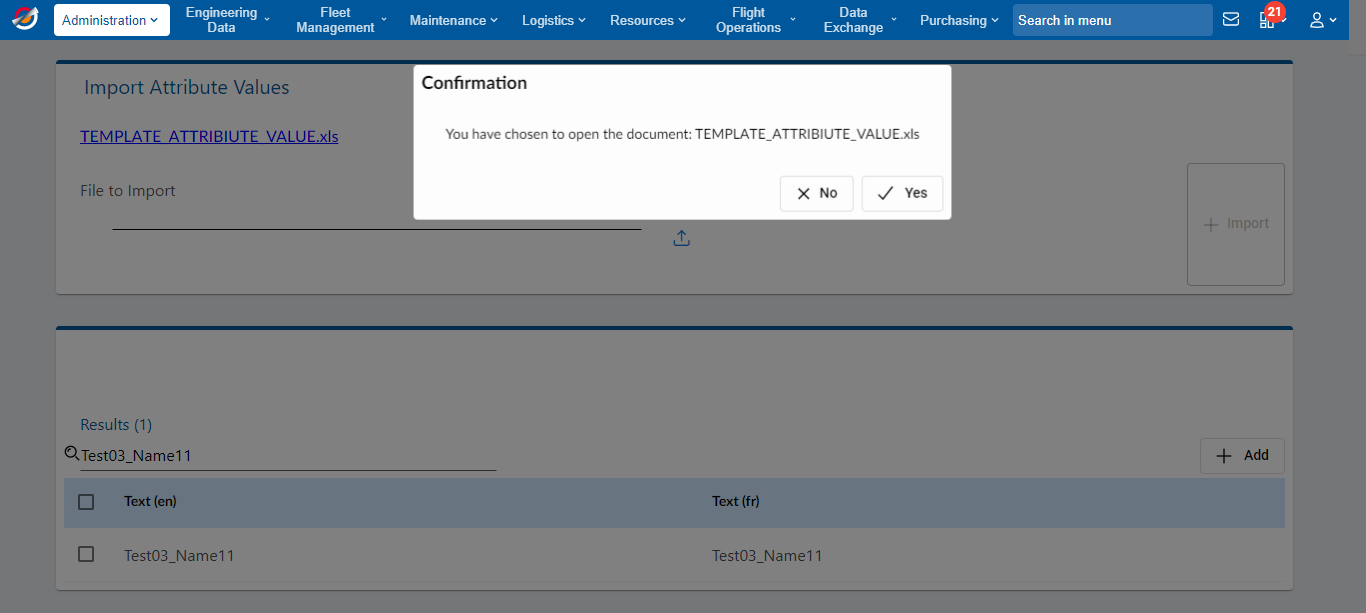 Administration
Engineering
Data
Fleet
Management
Maintenance
Logistics
Resources
Flight
Operations
Data
Exchange
Purchasing
Search in menu
21
Import Attribute Values
Confirmation
TEMPLATE_ATTRIBIUTE_VALUE.xls
You have chosen to open the document: TEMPLATE_ATTRIBIUTE_VALUE.xls
File to Import
No
Yes
Import
Results (1)
Test03_Name11
Add
Text (en) Text (fr)
Test03_Name11 Test03_Name11